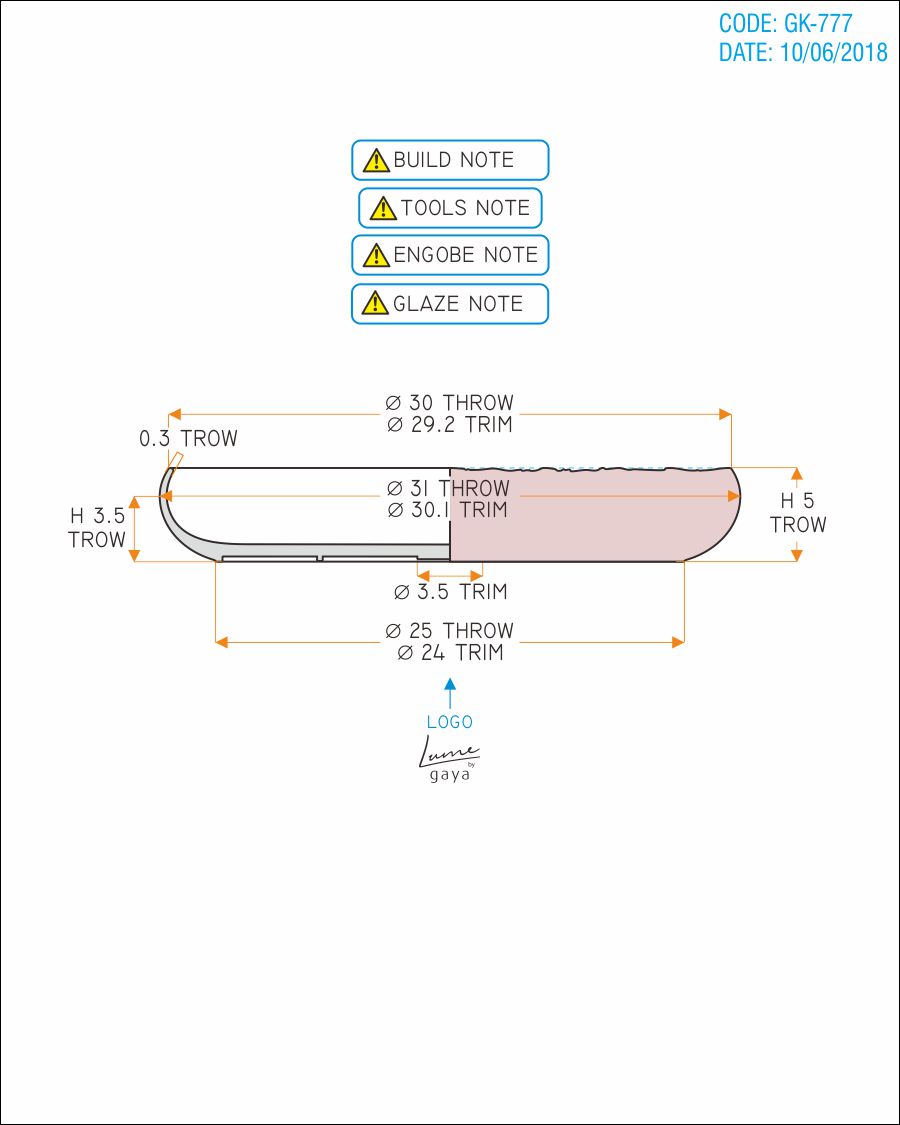 CODE: GK-777
DATE: 10/06/2018
BUILD NOTE
TOOLS NOTE
ENGOBE NOTE
GLAZE NOTE
Ø 30 THROW
Ø 29.2 TRIM
0.3 TROW
Ø 31 THROW
Ø 30.1 TRIM
H 3.5
TROW
H 5
TROW
Ø 3.5 TRIM
Ø 25 THROW
Ø 24 TRIM
LOGO
Lume
by
gaya